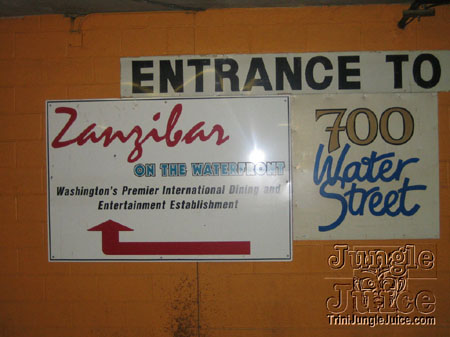 ENTRANCE TO
700
Water
Street
Zanzibar
ON THE WATERFRONT
Washington's Premier International Dining and
Entertainment Establishment
Jungle
Juice
TriniJungleJuice.com